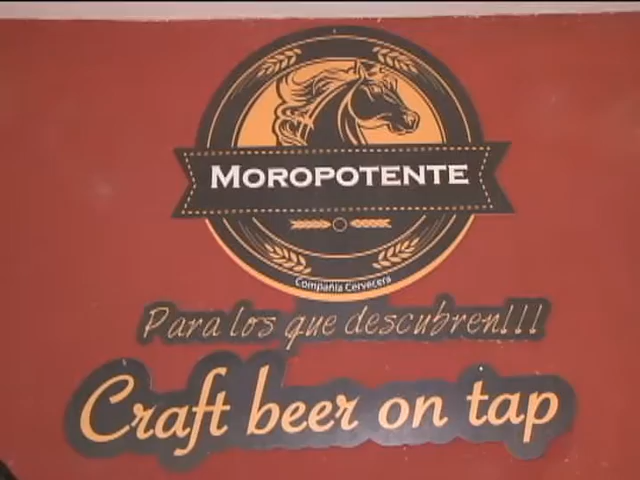 MOROPOTENTE
Compañía Cervecera
Para los que descubren!!!
Craft beer on tap